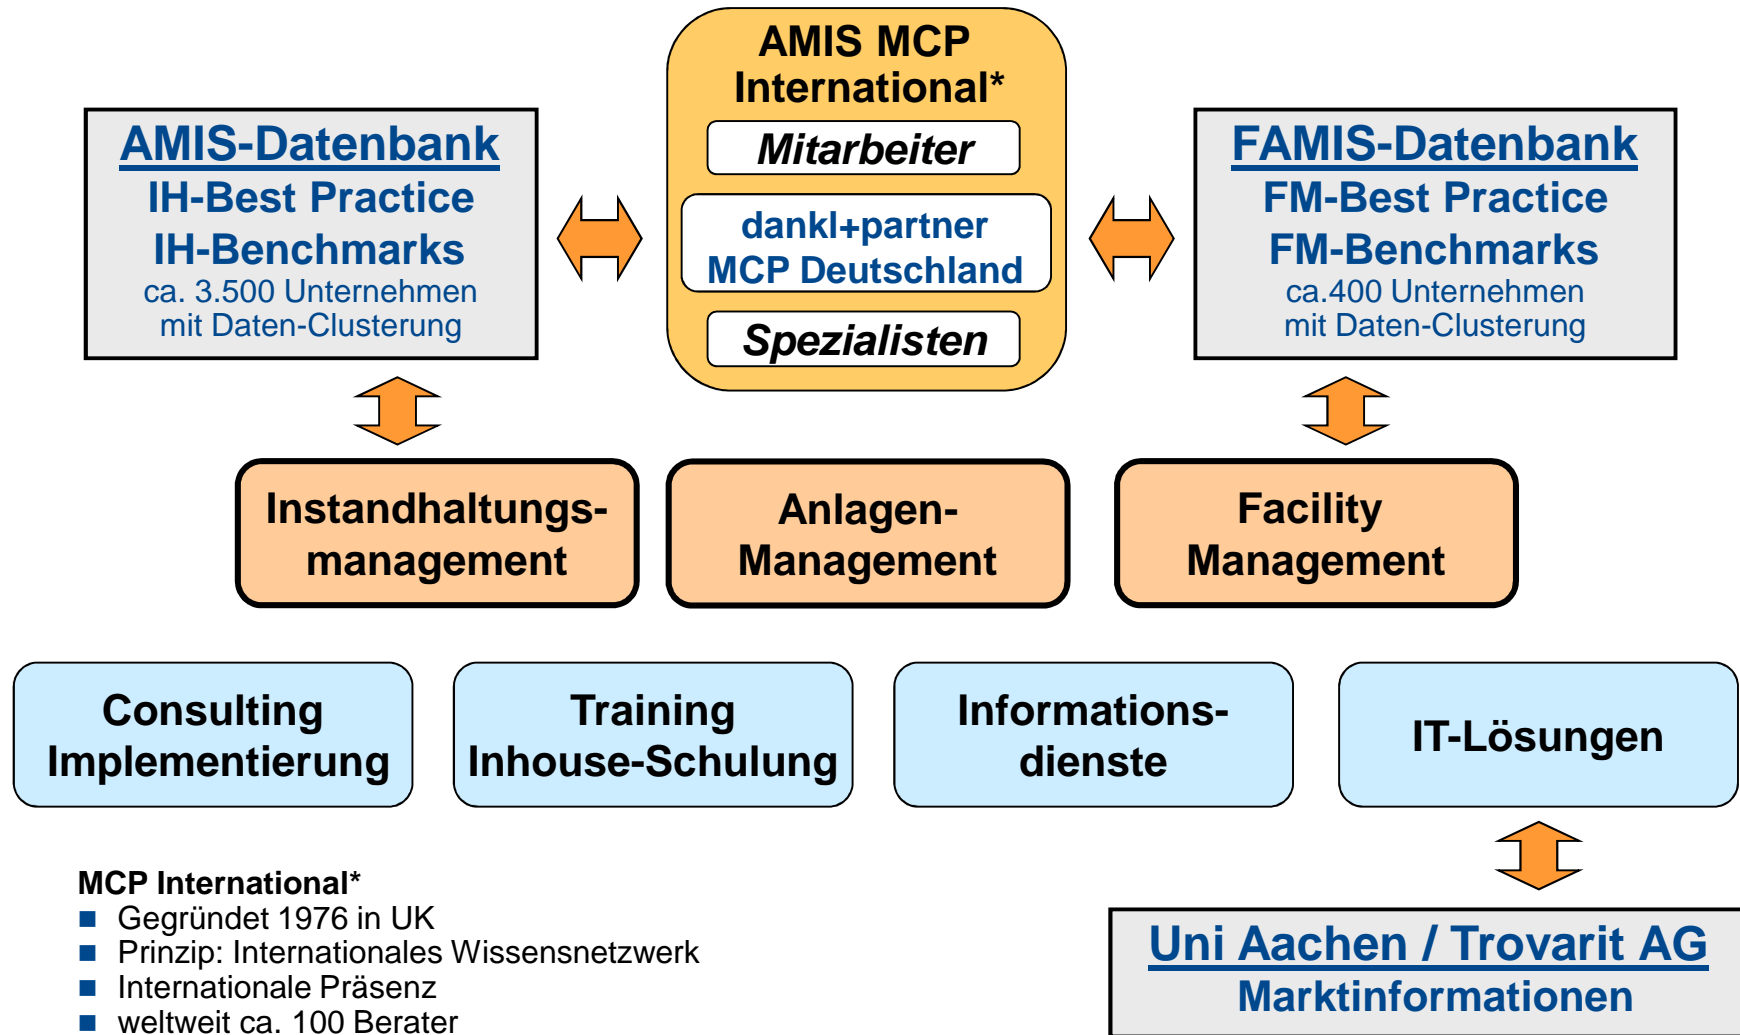 AMIS MCP
International*
Mitarbeiter
dankl+partner
MCP Deutschland
Spezialisten
AMIS-Datenbank
IH-Best Practice
IH-Benchmarks
ca. 3.500 Unternehmen
mit Daten-Clusterung
FAMIS-Datenbank
FM-Best Practice
FM-Benchmarks
ca.400 Unternehmen
mit Daten-Clusterung
Instandhaltungs-
management
Anlagen-
Management
Facility
Management
Consulting
Implementierung
Training
Inhouse-Schulung
Informations-
dienste
IT-Lösungen
MCP International*
Gegründet 1976 in UK
Prinzip: Internationales Wissensnetzwerk
Internationale Präsenz
weltweit ca. 100 Berater
Uni Aachen / Trovarit AG
Marktinformationen